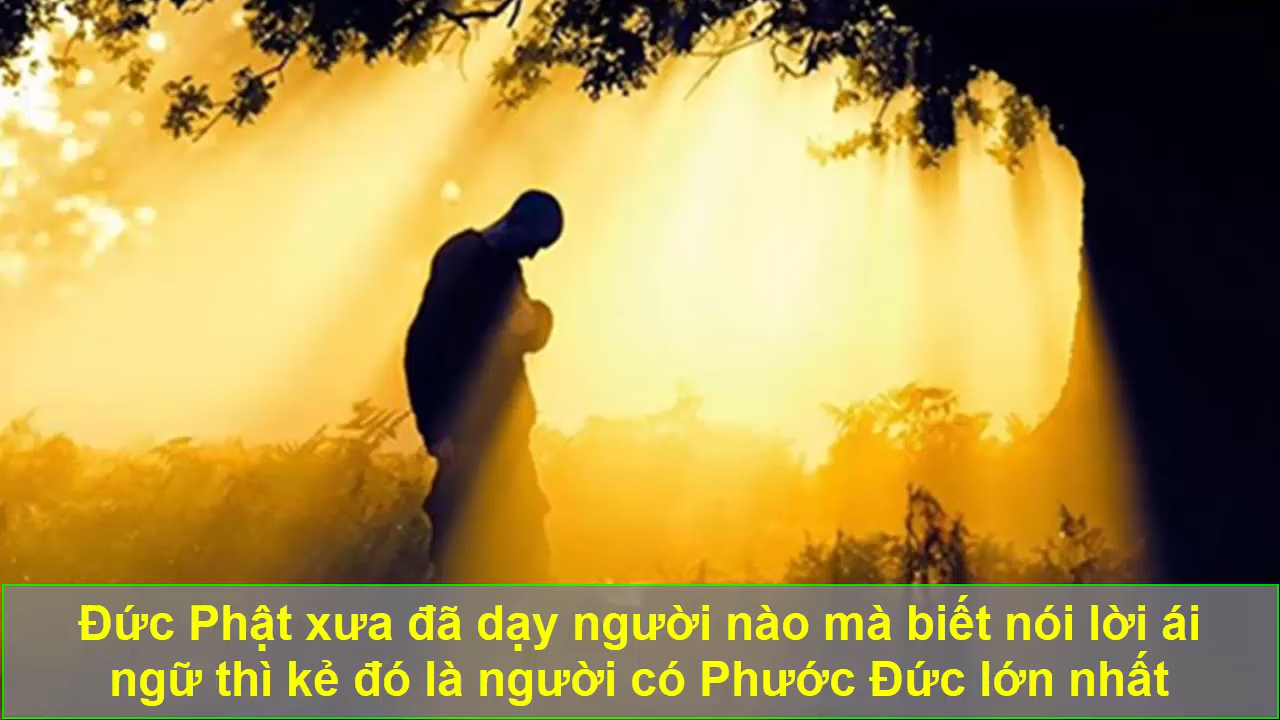 Đức Phật xưa đã dạy người nào mà biết nói lời ái
ngữ thì kẻ đó là người có Phước Đức lớn nhất